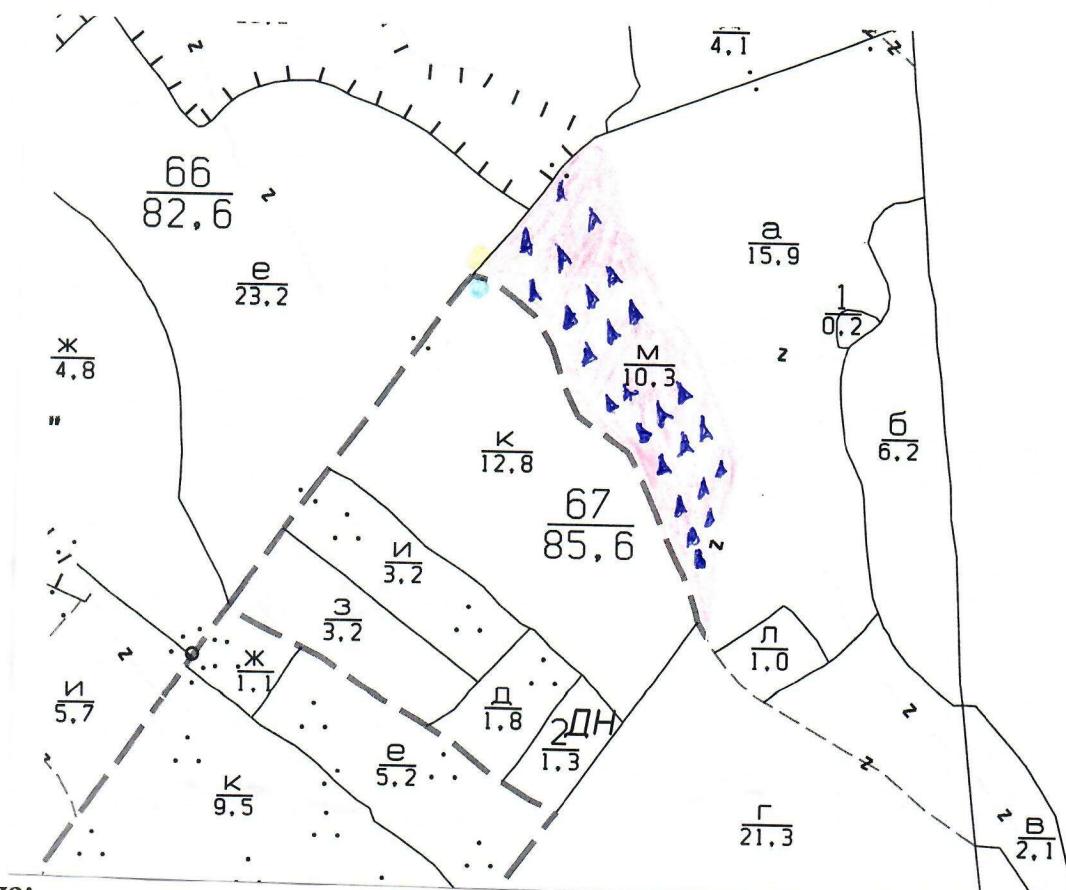 4,1
66
82,6
е
23,2
а
15,9
1
0,2
ж
4,8
м
10,3
б
6,2
к
12,8
67
85,6
и
3,2
з
3,2
л
1,0
ж
1,1
и
5,7
д
1,8
2ДН
1,3
е
5,2
к
9,5
г
21,3
в
2,1